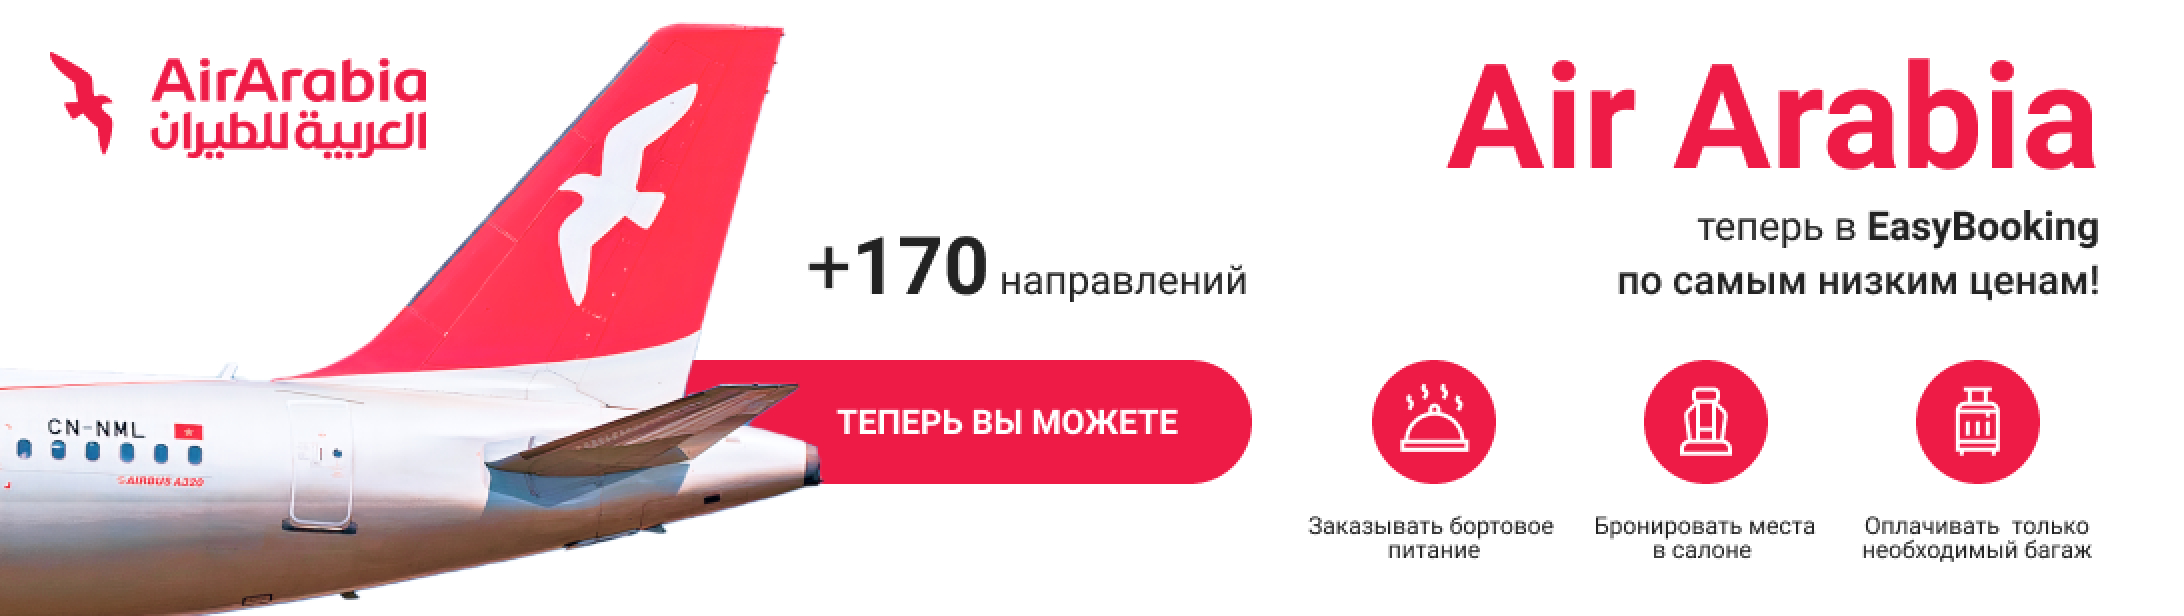 AirArabia
العربية للطيران
Air Arabia
теперь в EasyBooking
по самым низким ценам!
+170 направлений
ТЕПЕРЬ ВЫ МОЖЕТЕ
CN-NML
AIRBUS A320
Заказывать бортовое
питание
Бронировать места
в салоне
Оплачивать только
необходимый багаж